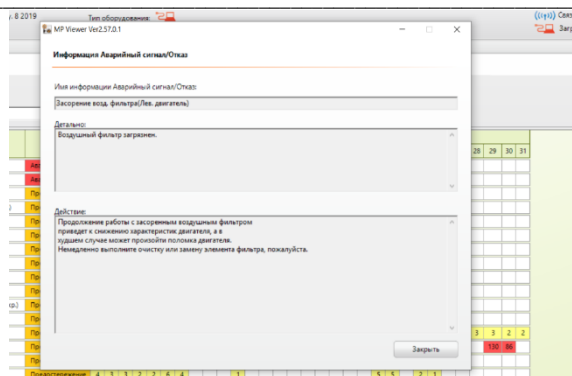 у. 8 2019
Тип оборудования:
Связ
Загр
MP Viewer Ver2.57.0.1
Информация Аварийный сигнал/Отказ
Имя информации Аварийный сигнал/Отказ:
Засорение возд. фильтра(Лев. двигатель)
Детально:
Воздушный фильтр загрязнен.
28 29 30 31
Действие:
Продолжение работы с засоренным воздушным фильтром
приведет к снижению характеристик двигателя, а в
худшем случае может произойти поломка двигателя.
Немедленно выполните очистку или замену элемента фильтра, пожалуйста.
3 3 2 2
130 86
Закрыть
Предостережение 4 3 3 2 2 6 4 1 5 5 2 1